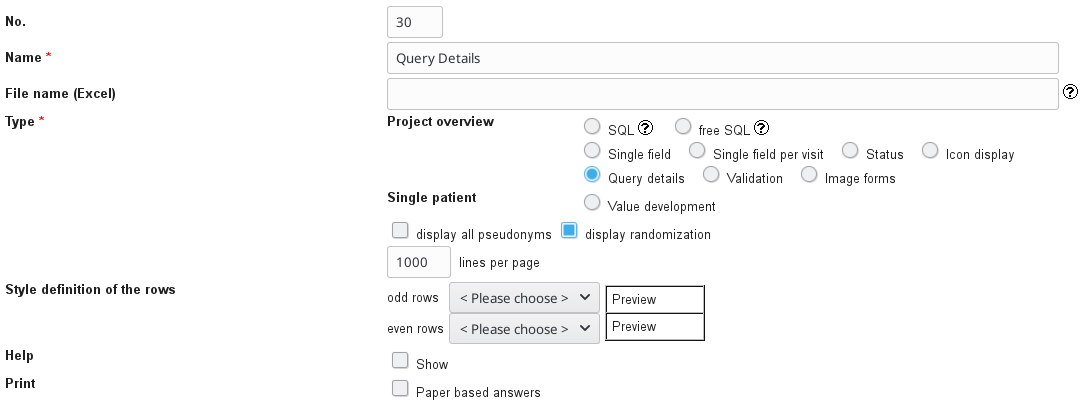 No. 30
Name * Query Details
File name (Excel) ?
Type * Project overview SQL ? free SQL ?
Single field Single field per visit Status Icon display
Query details Validation Image forms
Single patient Value development
display all pseudonyms display randomization
1000 lines per page
Style definition of the rows odd rows < Please choose > Preview
even rows < Please choose > Preview
Help Show
Print Paper based answers